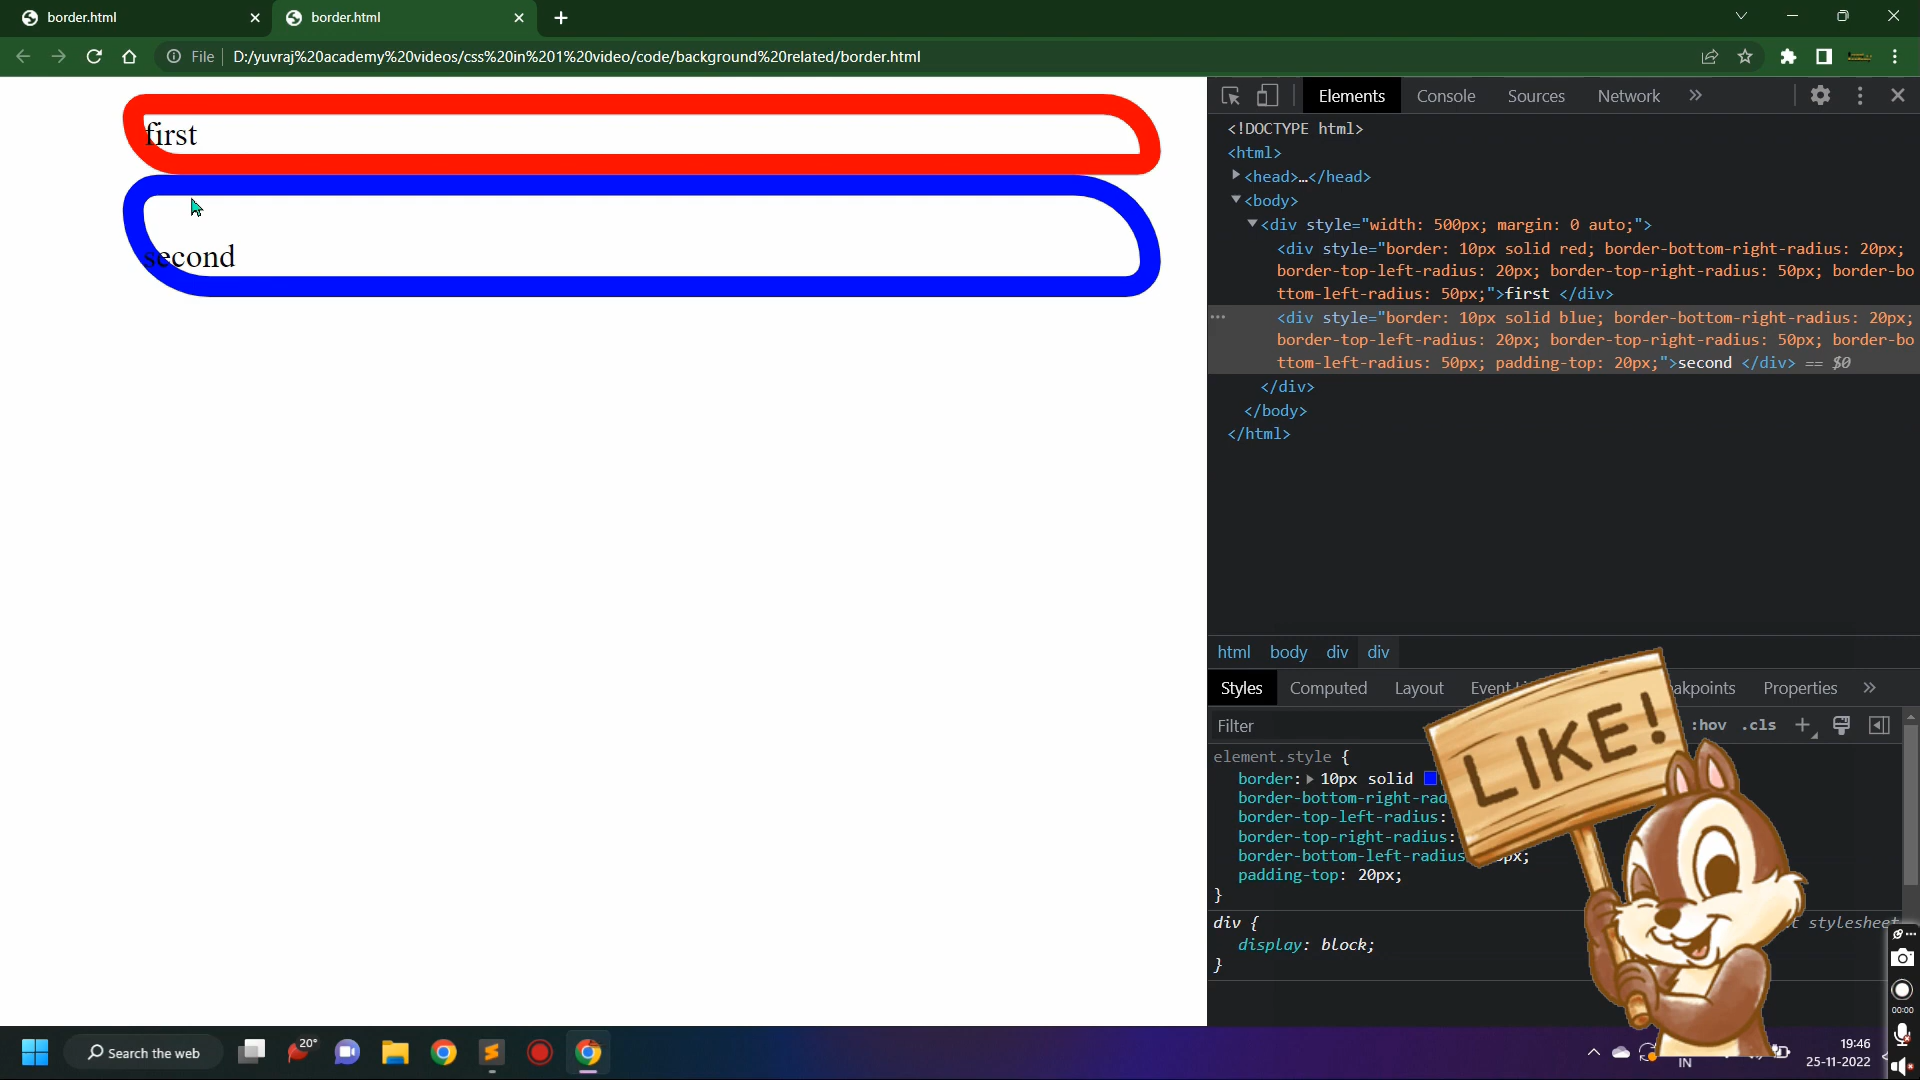 border.html
border.html
File
D:/yuvraj%20academy%20videos/css%20in%201%20video/code/background%20related/border.html
first
second
Elements Console Sources Network
<!DOCTYPE html>
<html>
<head>…</head>
<body>
<div style="width: 500px; margin: 0 auto;">
<div style="border: 10px solid red; border-bottom-right-radius: 20px;
border-top-left-radius: 20px; border-top-right-radius: 50px; border-bo
ttom-left-radius: 50px;">first </div>
<div style="border: 10px solid blue; border-bottom-right-radius: 20px;
border-top-left-radius: 20px; border-top-right-radius: 50px; border-bo
ttom-left-radius: 50px; padding-top: 20px;">second </div> == $0
</div>
</body>
</html>
html body div div
Styles Computed Layout Event akpoints Properties
Filter :hov .cls
element.style {
border: 10px solid
border-bottom-right-rad
border-top-left-radius:
border-top-right-radius:
border-bottom-left-radius px;
padding-top: 20px;
}
div { stylesheet
display: block;
}
LIKE!
00:00
20°
Search the web
IN
19:46
25-11-2022